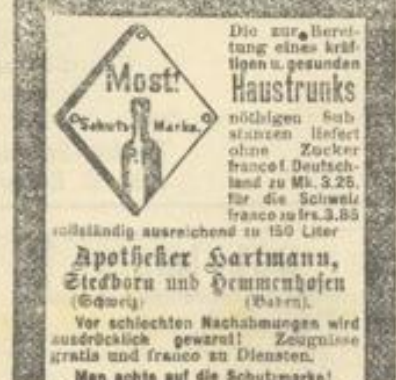 Most!
Schutz-Marke.
Die zur Berei-
tung eines kräf-
tigen u. gesunden
Haustrunks
nöthigen Sub
stanzen liefert
ohne Zucker
franco f. Deutsch-
land zu Mk. 3.25,
für die Schweiz
franco zu frs. 3.85
vollständig ausreichend zu 150 Liter
Apotheker Hartmann,
Steckborn und Hemmenhofen
(Schweiz) (Baden).
Vor schlechten Nachahmungen wird
ausdrücklich gewarnt! Zeugnisse
gratis und franco zu Diensten.
Man achte auf die Schutzmarke!